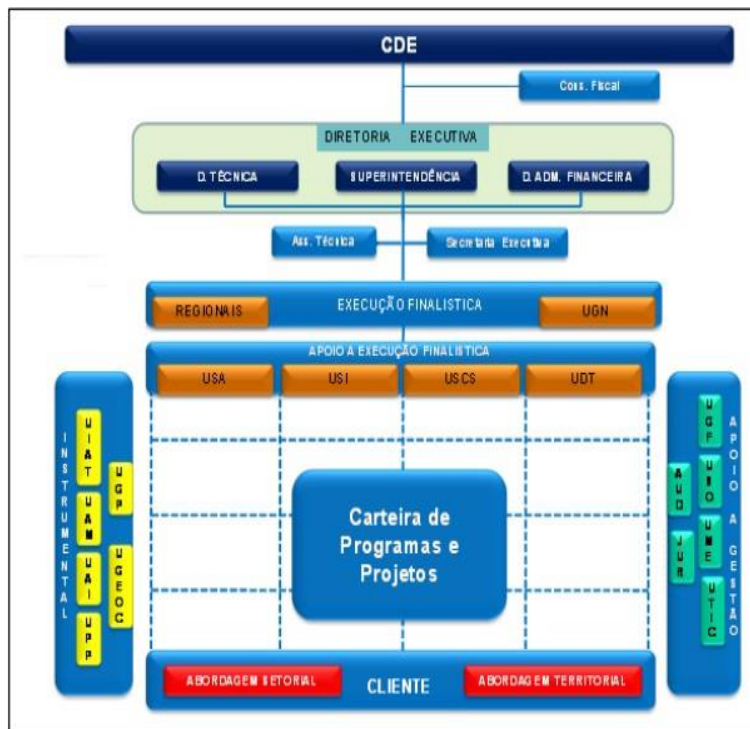 CDE
Cons. Fiscal
DIRETORIA EXECUTIVA
D. TÉCNICA
SUPERINTENDÊNCIA
D. ADM. FINANCEIRA
Ass. Técnica
Secretaria Executiva
EXECUÇÃO FINALISTICA
REGIONAIS
UGN
APOIO A EXECUÇÃO FINALISTICA
USA
USI
USCS
UDT
INSTRUMENTAL
UIAT
UAM
UAI
UPP
UGP
UGEOC
Carteira de
Programas e
Projetos
AUD
JUR
UGF
UME
UTIC
APOIO A GESTÃO
ABORDAGEM SETORIAL
CLIENTE
ABORDAGEM TERRITORIAL